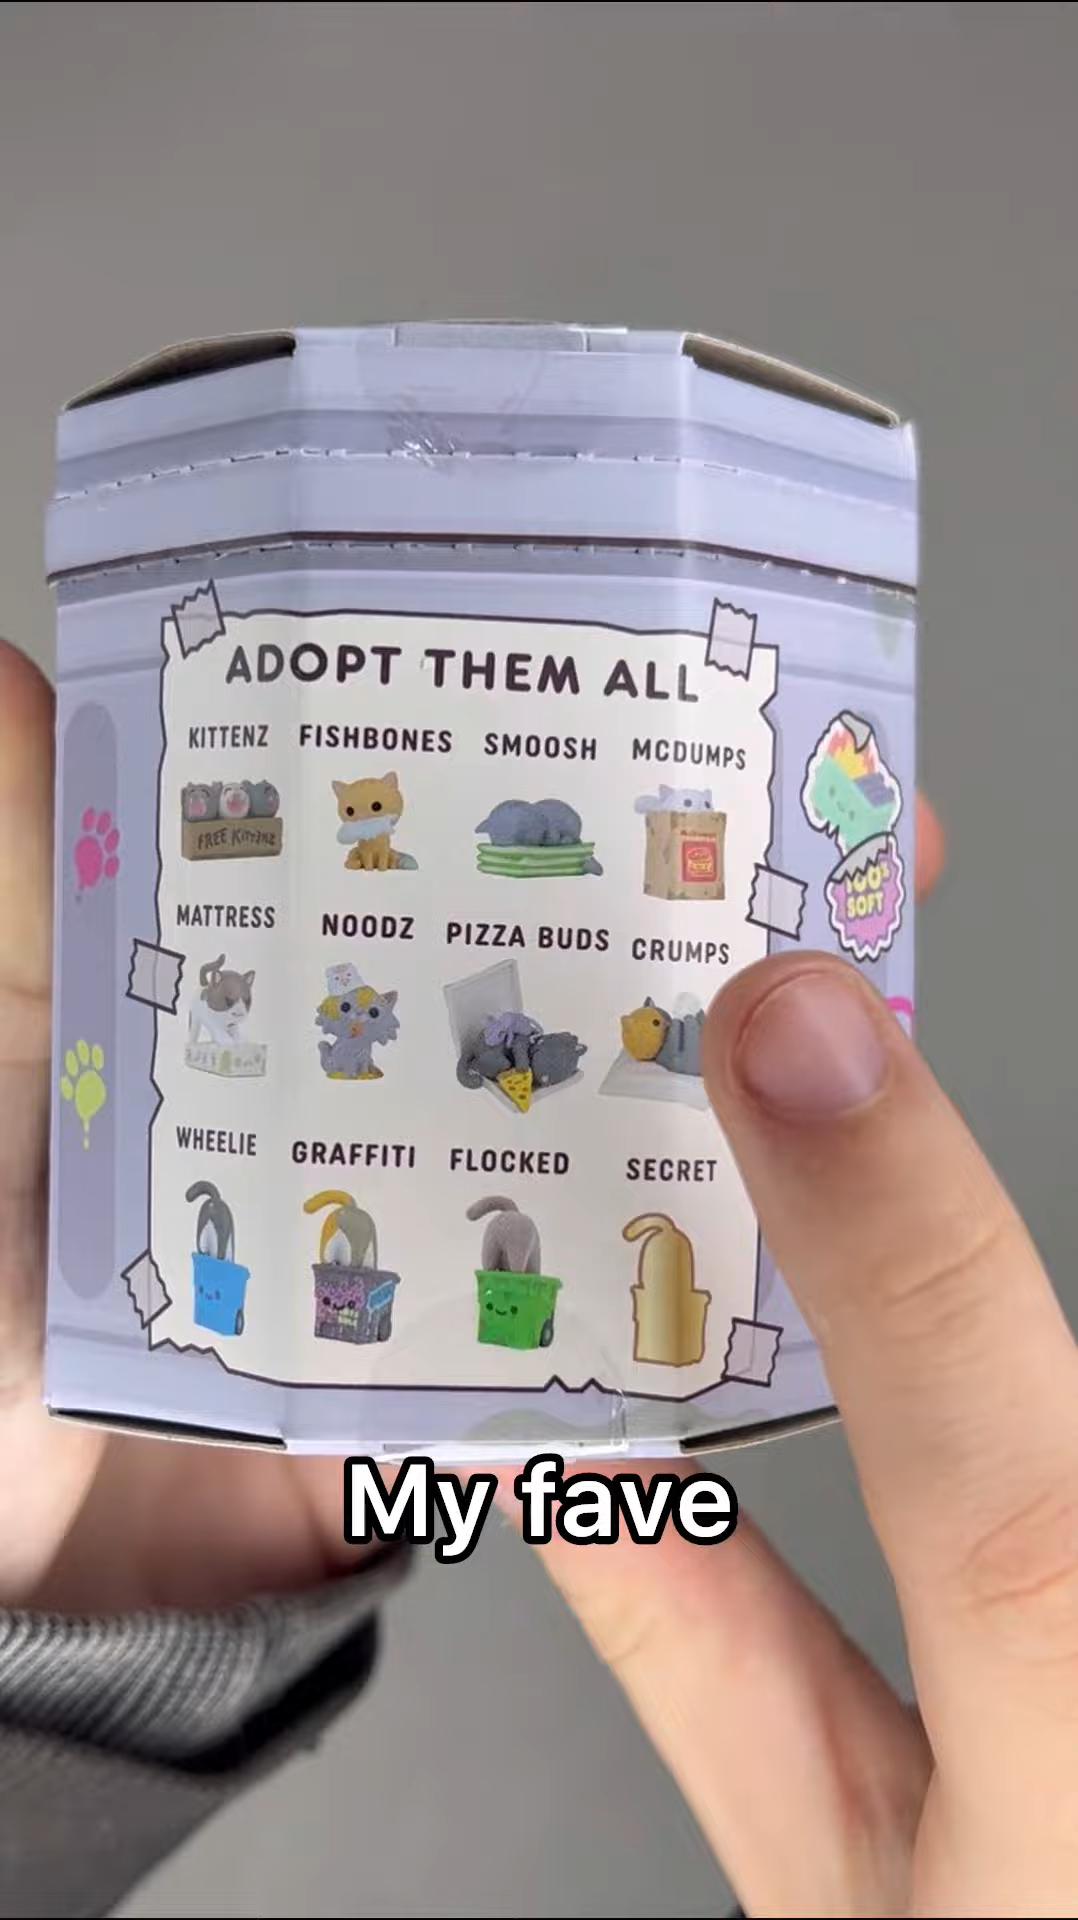 ADOPT THEM ALL
KITTENZ FISHBONES SMOOSH MCDUMPS
FREE KITTENZ
MATTRESS NOODZ PIZZA BUDS CRUMPS
100%
SOFT
WHEELIE GRAFFITI FLOCKED SECRET
My fave